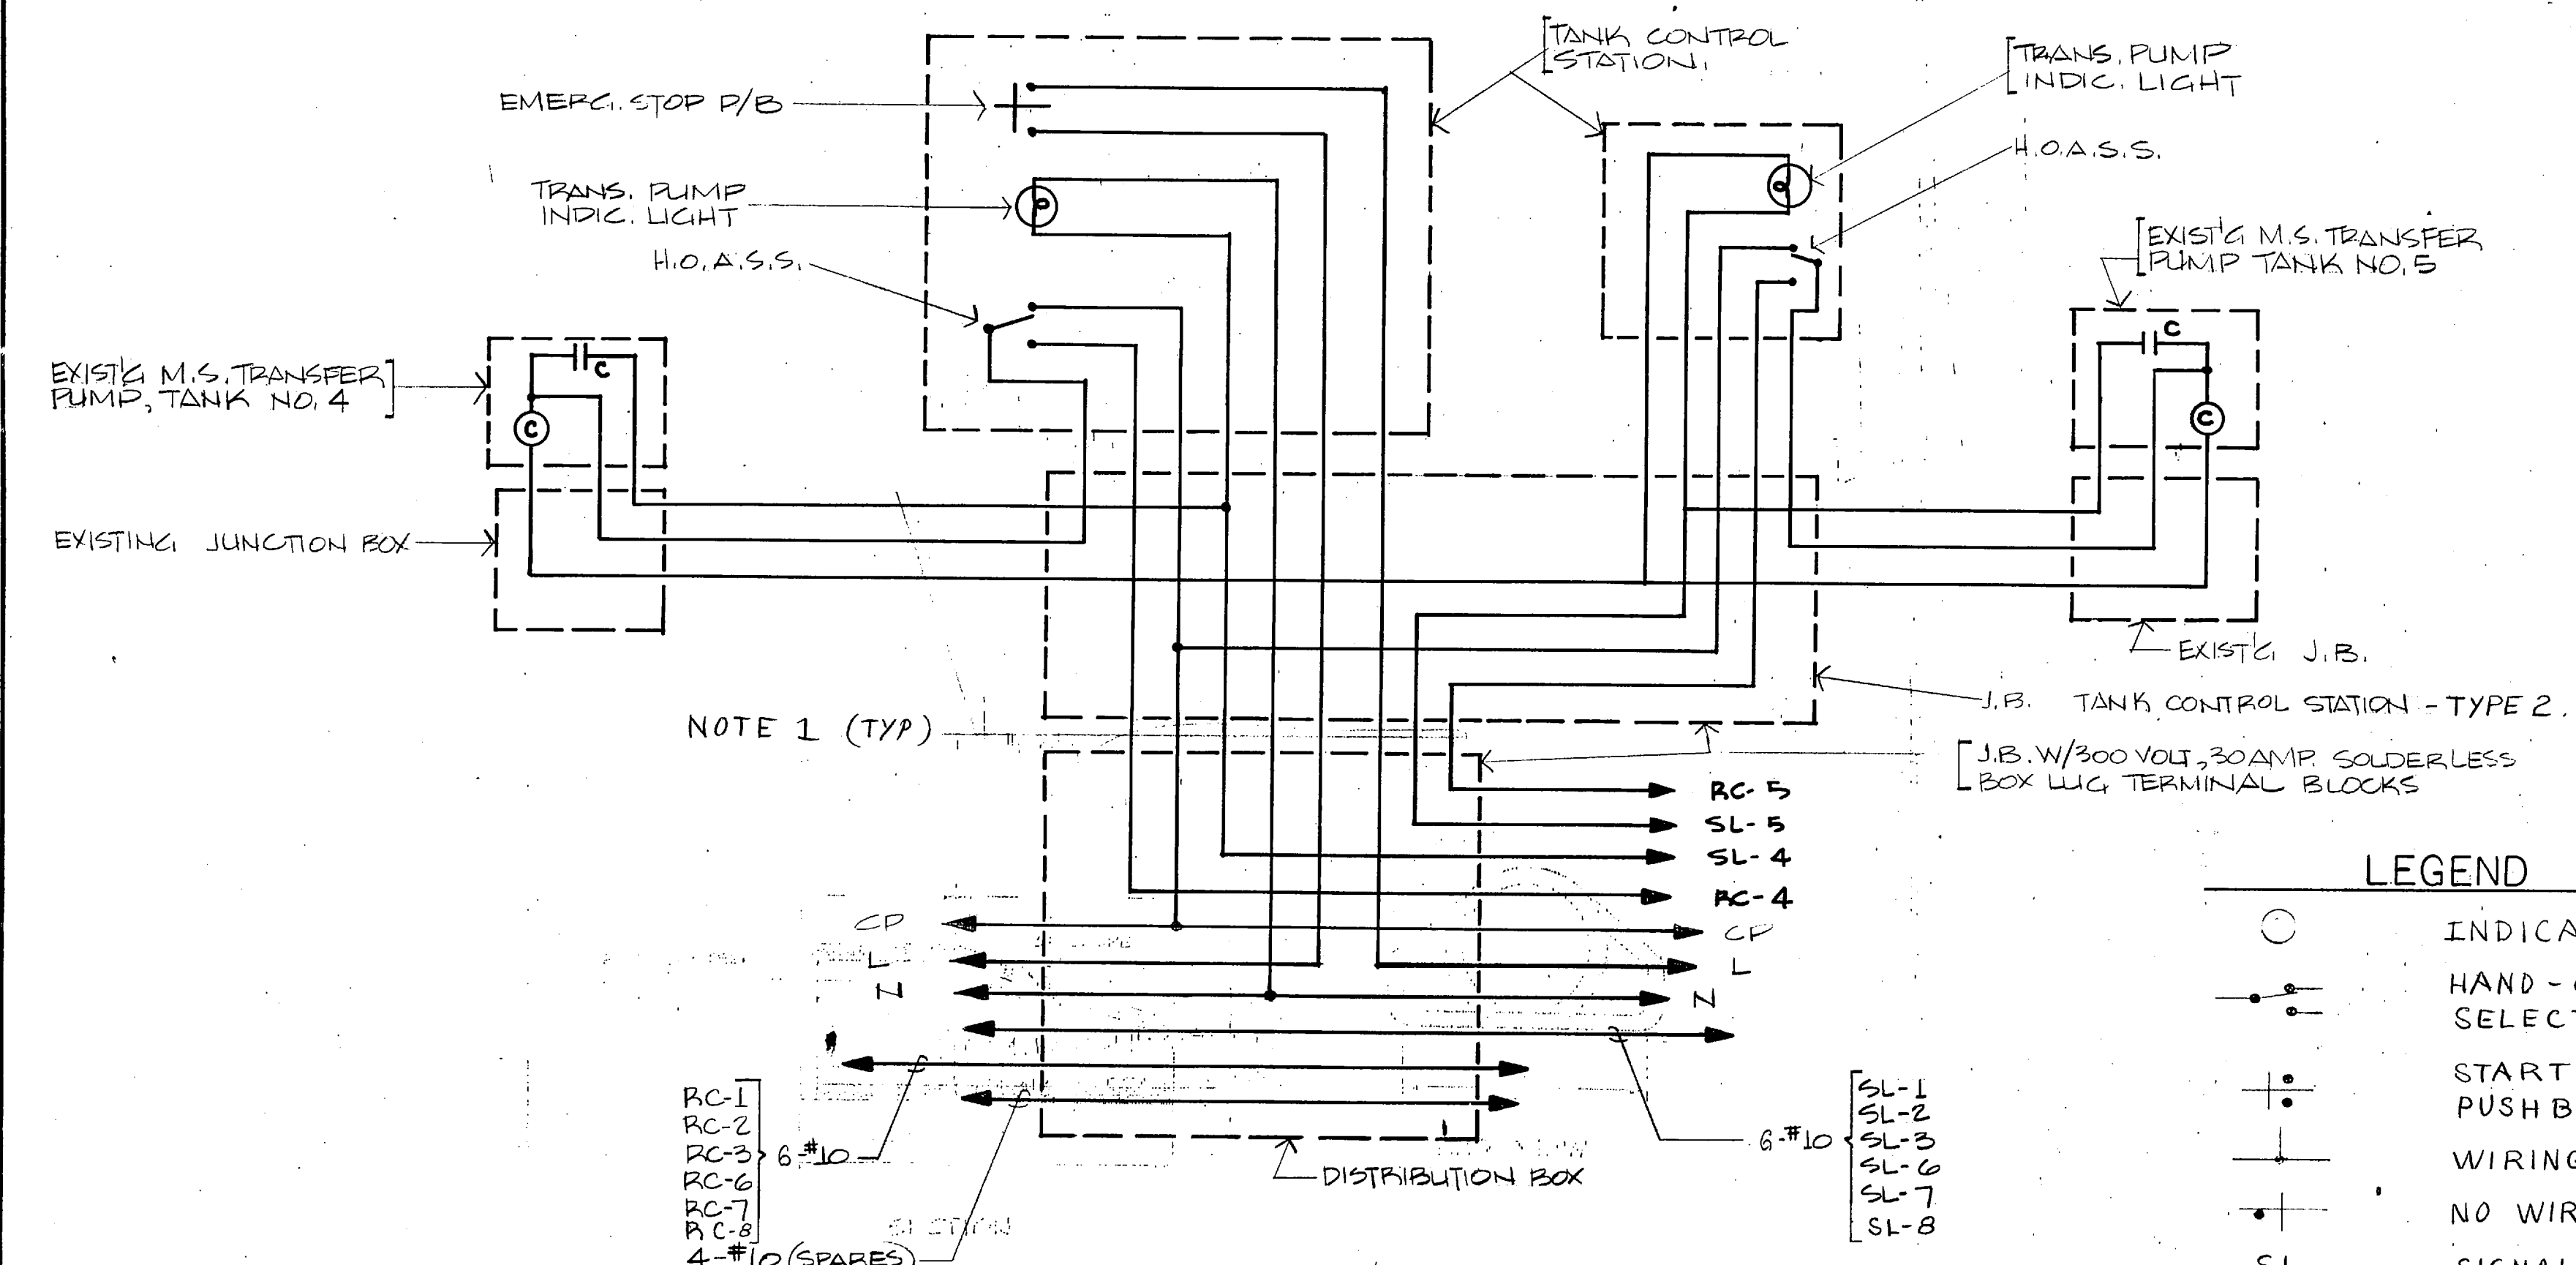 TANK CONTROL
STATION.
TRANS. PUMP
INDIC. LIGHT
EMERG. STOP P/B
H.O.A.S.S.
TRANS. PUMP
INDIC. LIGHT
H.O.A.S.S.
EXIST'G M.S. TRANSFER
PUMP TANK NO. 5
C
C
EXIST'G M.S. TRANSFER
PUMP, TANK NO. 4
C
C
EXISTING JUNCTION BOX
EXIST'G J.B.
J.B. TANK CONTROL STATION - TYPE 2.
NOTE 1 (TYP)
J.B. W/300 VOLT, 30 AMP. SOLDERLESS
BOX LUG TERMINAL BLOCKS
RC-5
SL-5
SL-4
RC-4
CP
CP
L
L
N
N
RC-1
RC-2
RC-3
RC-6
RC-7
RC-8
6-#10
4-#10 (SPARES)
DISTRIBUTION BOX
6-#10
SL-1
SL-2
SL-3
SL-6
SL-7
SL-8
LEGEND
INDICA
HAND -
SELECT
START
PUSHB
WIRING
NO WIR
SL
SIGNAL
SECTION